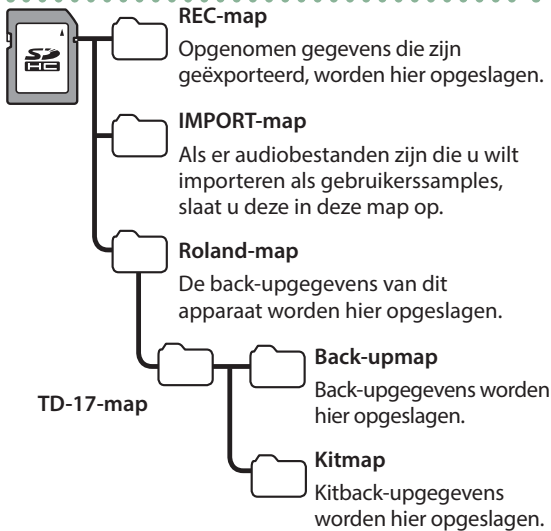 SD
HC
REC-map
Opgenomen gegevens die zijn
geëxporteerd, worden hier opgeslagen.
IMPORT-map
Als er audiobestanden zijn die u wilt
importeren als gebruikerssamples,
slaat u deze in deze map op.
Roland-map
De back-upgegevens van dit
apparaat worden hier opgeslagen.
TD-17-map
Back-upmap
Back-upgegevens worden
hier opgeslagen.
Kitmap
Kitback-upgegevens
worden hier opgeslagen.